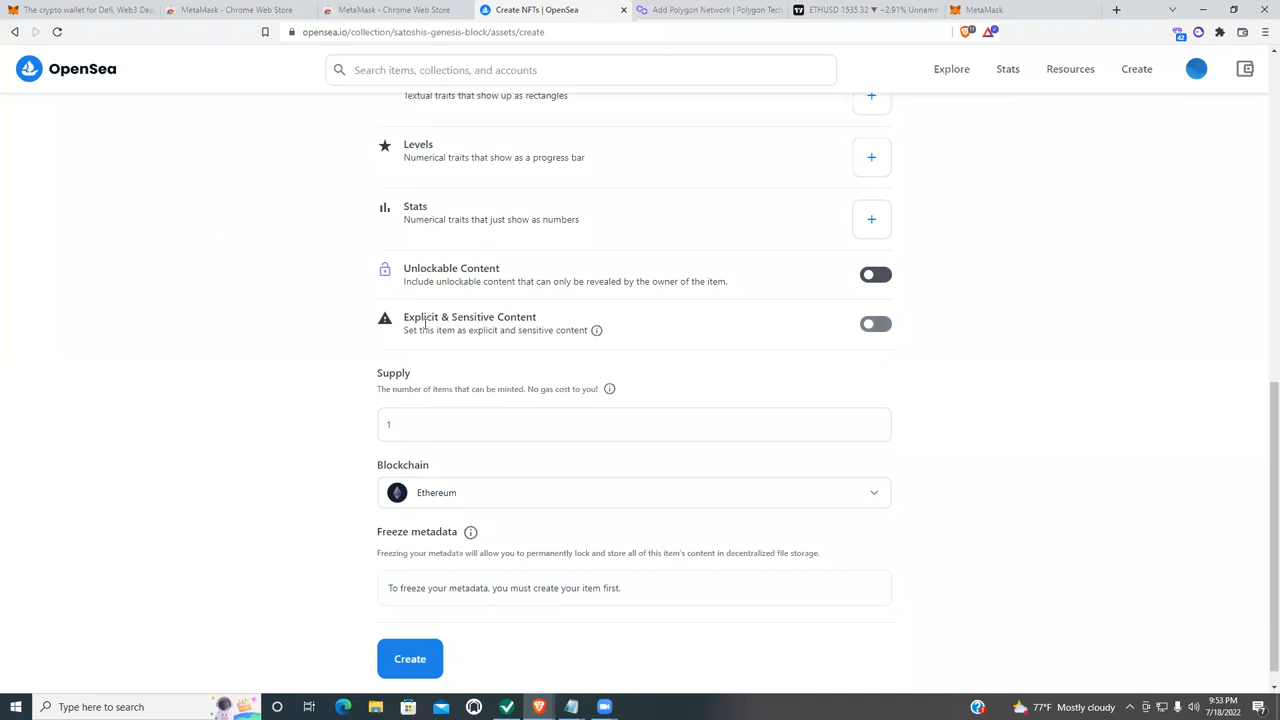 The crypto wallet for Defi, Web3 Dap
MetaMask - Chrome Web Store
MetaMask - Chrome Web Store
Create NFTs | OpenSea
Add Polygon Network | Polygon Tech
ETHUSD 1535.32 ▼ −2.91% Unname
MetaMask
opensea.io/collection/satoshis-genesis-block/assets/create
OpenSea
Search items, collections, and accounts
Explore
Stats
Resources
Create
Textual traits that show up as rectangles
Levels
Numerical traits that show as a progress bar
Stats
Numerical traits that just show as numbers
Unlockable Content
Include unlockable content that can only be revealed by the owner of the item.
Explicit & Sensitive Content
Set this item as explicit and sensitive content
Supply
The number of items that can be minted. No gas cost to you!
1
Blockchain
Ethereum
Freeze metadata
Freezing your metadata will allow you to permanently lock and store all of this item's content in decentralized file storage.
To freeze your metadata, you must create your item first.
Create
Type here to search
77°F Mostly cloudy
9:53 PM
7/18/2022